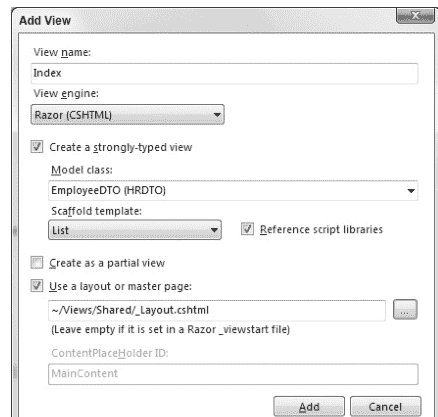 Add View
View name:
Index
View engine:
Razor (CSHTML)
Create a strongly-typed view
Model class:
EmployeeDTO (HRDTO)
Scaffold template:
List
Reference script libraries
Create as a partial view
Use a layout or master page:
~/Views/Shared/_Layout.cshtml
...
(Leave empty if it is set in a Razor _viewstart file)
ContentPlaceHolder ID:
MainContent
Add Cancel